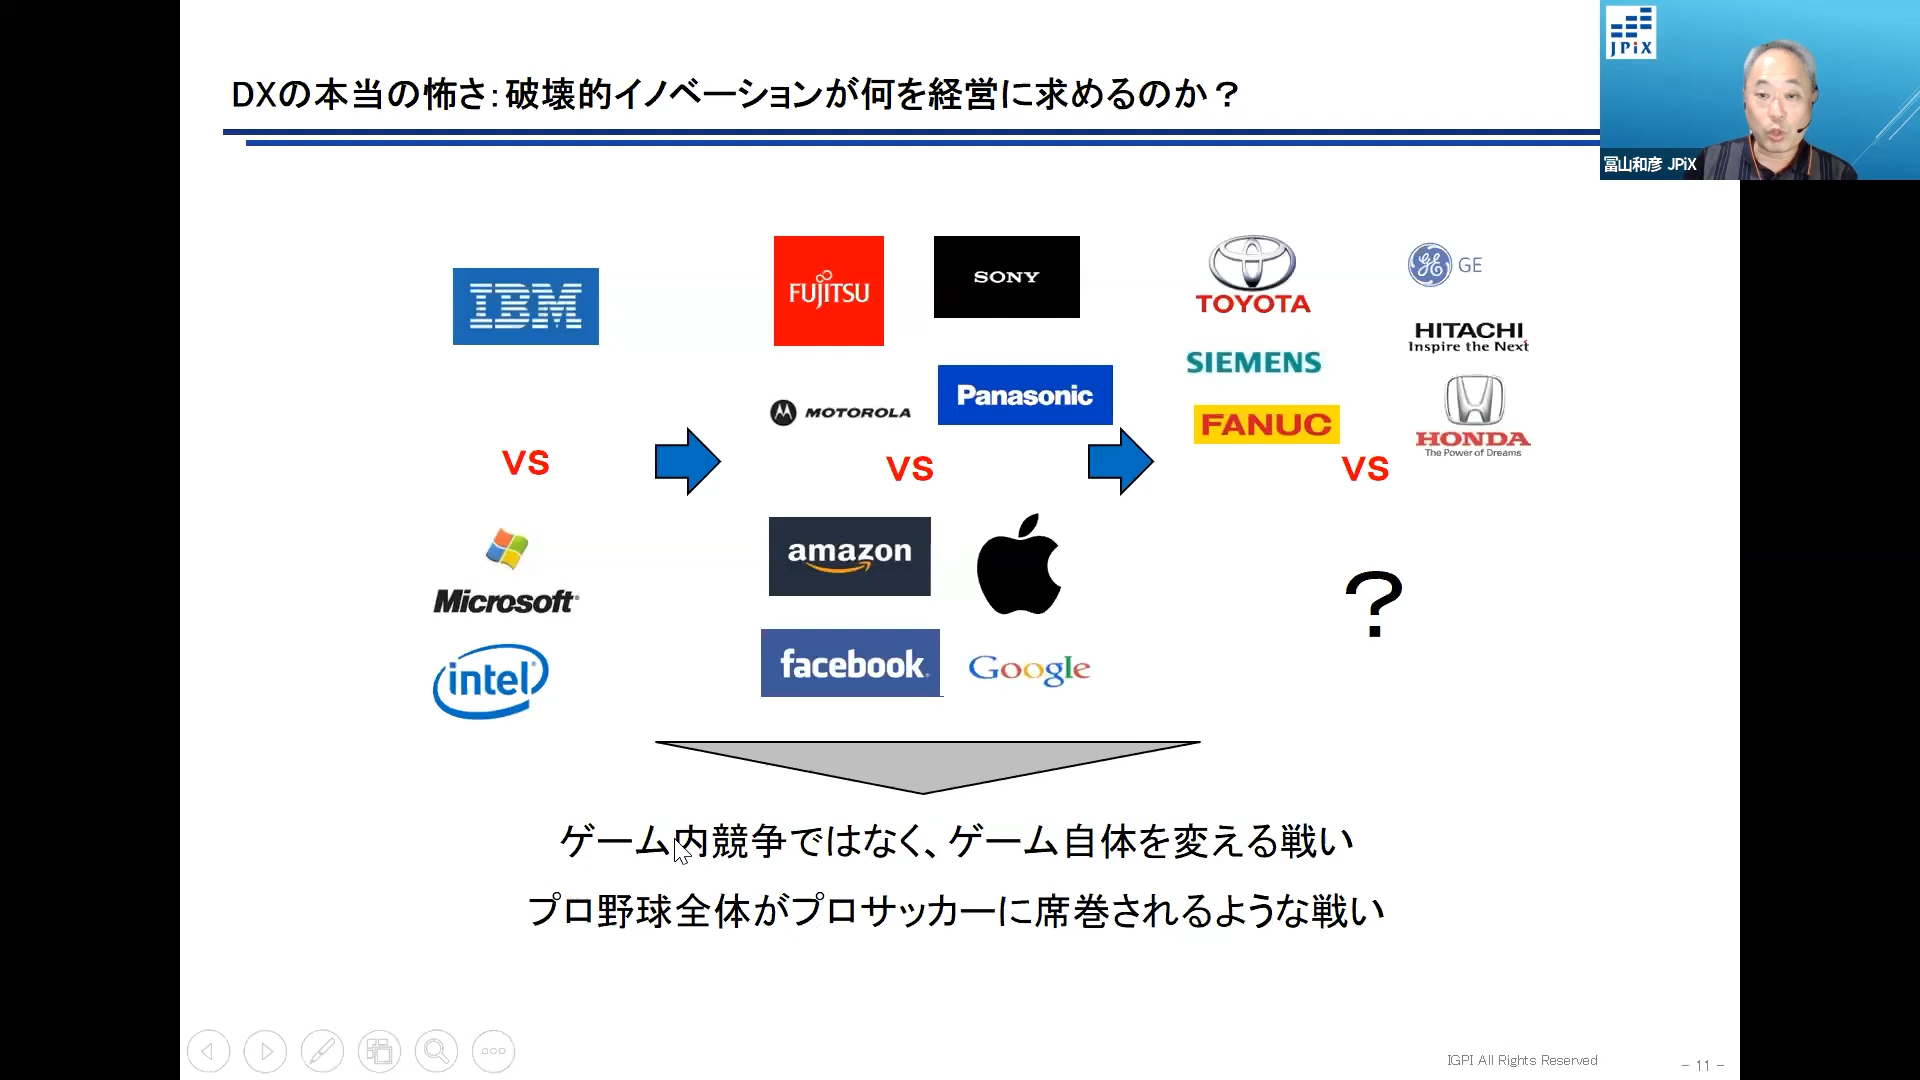 DXの本当の怖さ：破壊的イノベーションが何を経営に求めるのか？
JPiX
冨山和彦 JPiX
IBM
FUJITSU
SONY
TOYOTA
GE
HITACHI
Inspire the Next
SIEMENS
Panasonic
MOTOROLA
FANUC
HONDA
The Power of Dreams
VS
VS
VS
Microsoft
intel
amazon
facebook
Google
？
ゲーム内競争ではなく、ゲーム自体を変える戦い
プロ野球全体がプロサッカーに席巻されるような戦い
IGPI All Rights Reserved
- 11 -